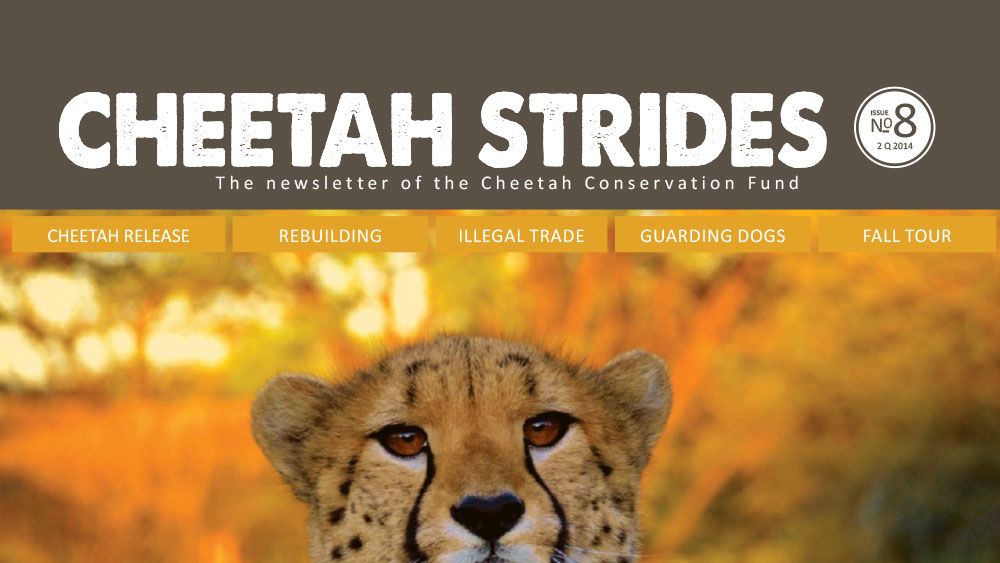 CHEETAH STRIDES
ISSUE
No 8
2 Q 2014
The newsletter of the Cheetah Conservation Fund
CHEETAH RELEASE
REBUILDING
ILLEGAL TRADE
GUARDING DOGS
FALL TOUR